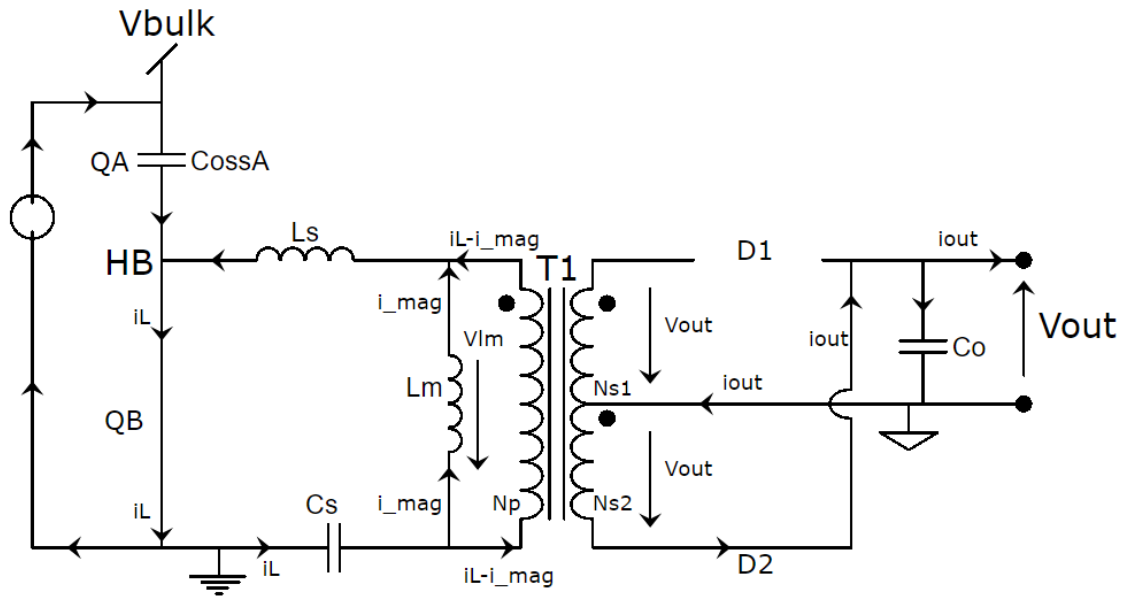 Vbulk
QA
CossA
HB
Ls
iL-i_mag
T1
D1
iout
i_mag
Vlm
Vout
iout
Vout
iL
Lm
Co
QB
Ns1
iout
iL
i_mag
Cs
Np
Ns2
Vout
iL
iL-i_mag
D2